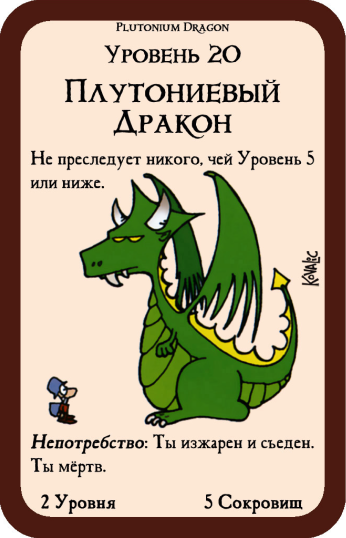 Plutonium Dragon
Уровень 20
Плутониевый
Дракон
Не преследует никого, чей Уровень 5
или ниже.
Kovalic
Непотребство: Ты изжарен и съеден.
Ты мёртв.
2 Уровня 5 Сокровищ